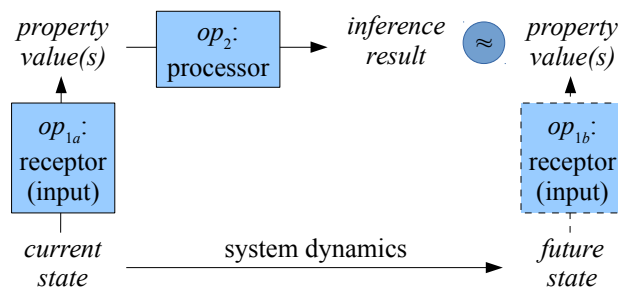 property
value(s)
op2:
processor
inference
result
≈
property
value(s)
op1a:
receptor
(input)
op1b:
receptor
(input)
current
state
system dynamics
future
state